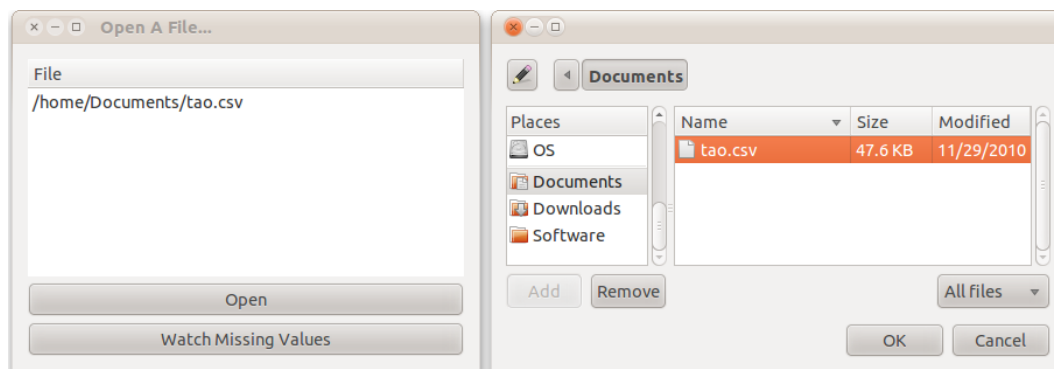 Open A File...
File
/home/Documents/tao.csv
Open
Watch Missing Values
Documents
Places
OS
Documents
Downloads
Software
Name Size Modified
tao.csv 47.6 KB 11/29/2010
Add Remove
All files
OK Cancel